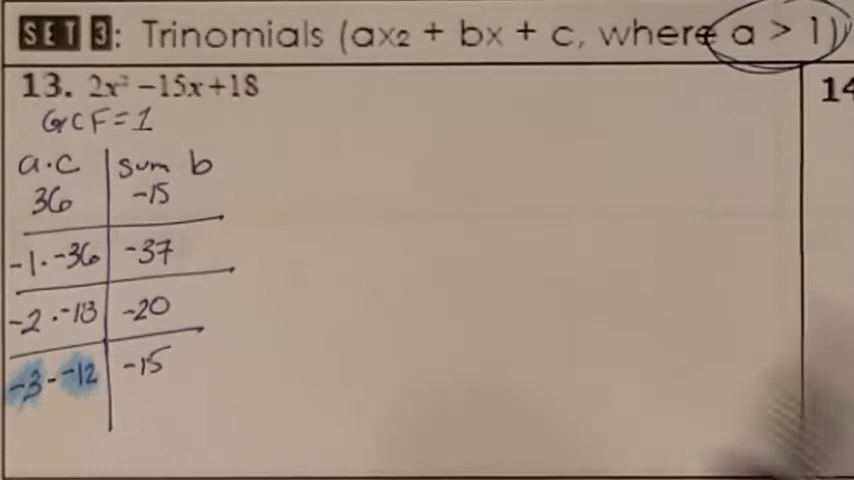 SET 3: Trinomials (ax2 + bx + c, where a > 1)
13. 2x² -15x+18
14
GCF=1
a·c sum b
36 -15
-1·-36 -37
-2·-18 -20
-3·-12 -15